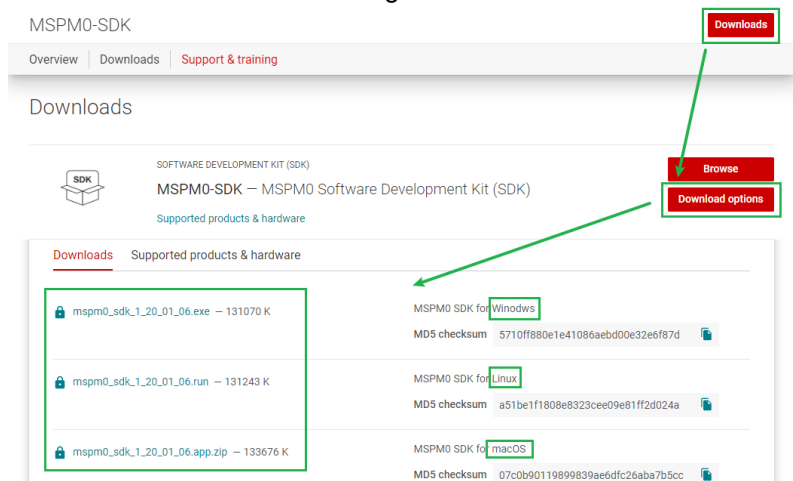 MSPM0-SDK
Downloads
Overview Downloads Support & training
Downloads
SDK
SOFTWARE DEVELOPMENT KIT (SDK)
MSPM0-SDK — MSPM0 Software Development Kit (SDK)
Supported products & hardware
Browse
Download options
Downloads Supported products & hardware
mspm0_sdk_1_20_01_06.exe — 131070 K
MSPM0 SDK for Winodws
MD5 checksum 5710ff880e1e41086aebd00e32e6f87d
mspm0_sdk_1_20_01_06.run — 131243 K
MSPM0 SDK for Linux
MD5 checksum a51be1f1808e8323cee09e81ff2d024a
mspm0_sdk_1_20_01_06.app.zip — 133676 K
MSPM0 SDK for macOS
MD5 checksum 07c0b90119899839ae6dfc26aba7b5cc